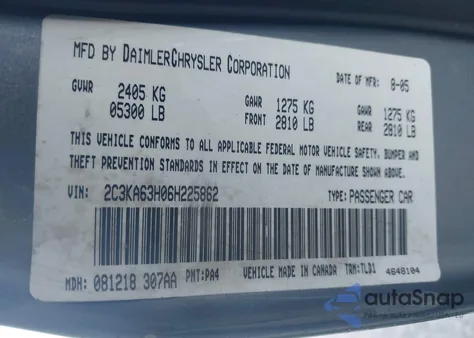 MFD BY DAIMLERCHRYSLER CORPORATION DATE OF MFR: 8-05
GVWR 2405 KG 05300 LB
GAWR FRONT 1275 KG 2810 LB
GAWR REAR 1275 KG 2810 LB
THIS VEHICLE CONFORMS TO ALL APPLICABLE FEDERAL MOTOR VEHICLE SAFETY, BUMPER AND
THEFT PREVENTION STANDARDS IN EFFECT ON THE DATE OF MANUFACTURE SHOWN ABOVE.
VIN: 2C3KA63H06H225862 TYPE: PASSENGER CAR
MDH: 081218 307AA PNT: PA4 VEHICLE MADE IN CANADA TRM: TLD1 4648104
autoSnap